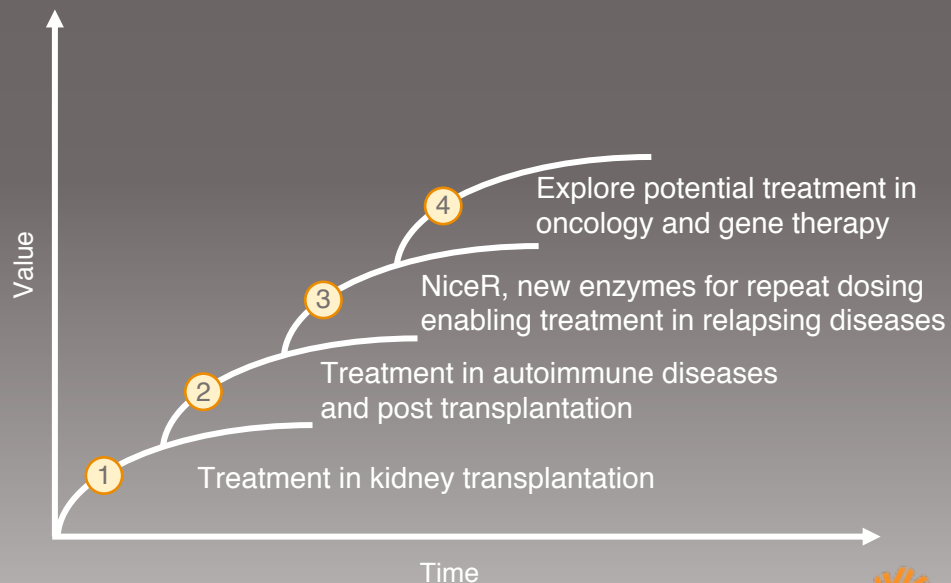 4
Explore potential treatment in
oncology and gene therapy
Value
3
NiceR, new enzymes for repeat dosing
enabling treatment in relapsing diseases
2
Treatment in autoimmune diseases
and post transplantation
1
Treatment in kidney transplantation
Time